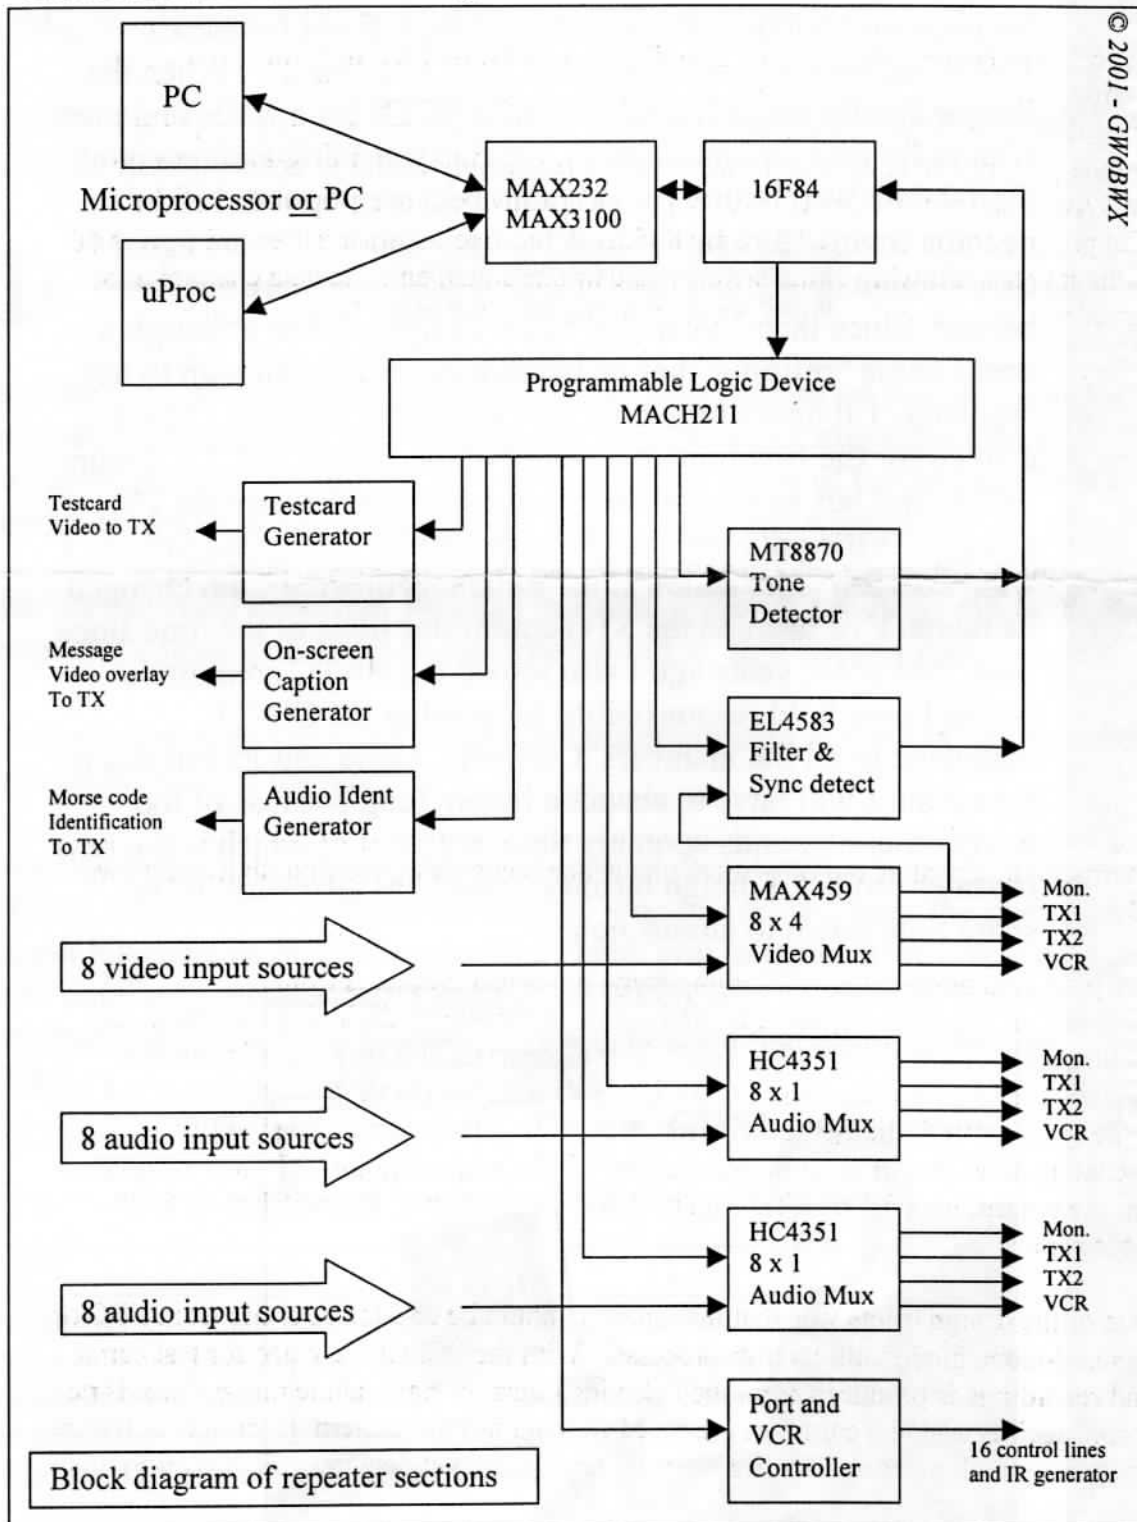 © 2001 - GW6BWX
PC
Microprocessor or PC
uProc
MAX232
MAX3100
16F84
Programmable Logic Device
MACH211
Testcard
Video to TX
Testcard
Generator
MT8870
Tone
Detector
Message
Video overlay
To TX
On-screen
Caption
Generator
EL4583
Filter &
Sync detect
Morse code
Identification
To TX
Audio Ident
Generator
8 video input sources
MAX459
8 x 4
Video Mux
Mon.
TX1
TX2
VCR
8 audio input sources
HC4351
8 x 1
Audio Mux
Mon.
TX1
TX2
VCR
8 audio input sources
HC4351
8 x 1
Audio Mux
Mon.
TX1
TX2
VCR
Port and
VCR
Controller
16 control lines
and IR generator
Block diagram of repeater sections